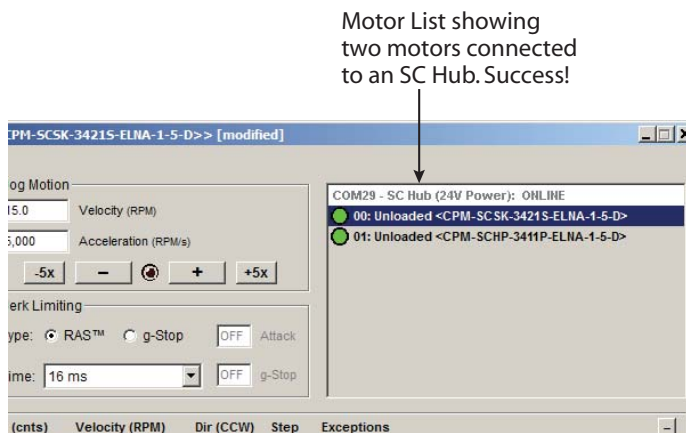 Motor List showing
two motors connected
to an SC Hub. Success!
CPM-SCSK-3421S-ELNA-1-5-D>> [modified]
og Motion
15.0 Velocity (RPM)
5,000 Acceleration (RPM/s)
-5x − + +5x
erk Limiting
ype: RAS™ g-Stop OFF Attack
ime: 16 ms OFF g-Stop
COM29 - SC Hub (24V Power): ONLINE
00: Unloaded <CPM-SCSK-3421S-ELNA-1-5-D>
01: Unloaded <CPM-SCHP-3411P-ELNA-1-5-D>
(cnts) Velocity (RPM) Dir (CCW) Step Exceptions